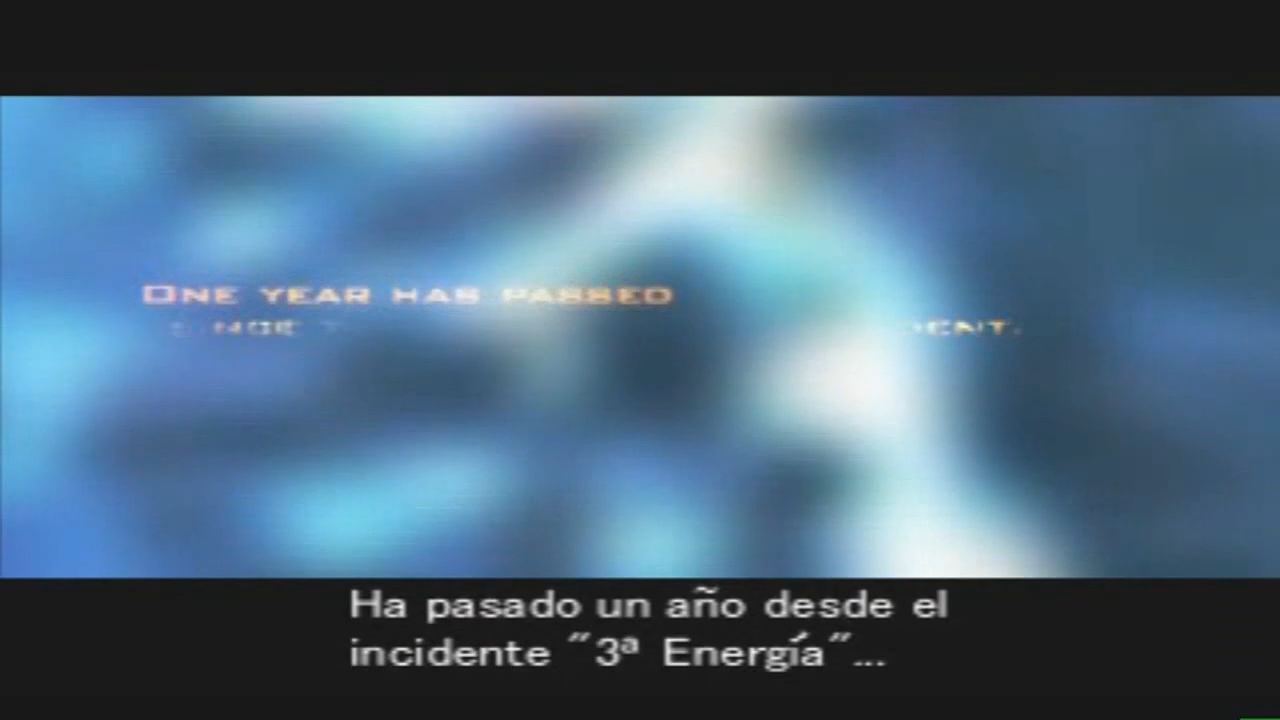 ONE YEAR HAS PASSED
Ha pasado un año desde el
incidente "3ª Energía"...